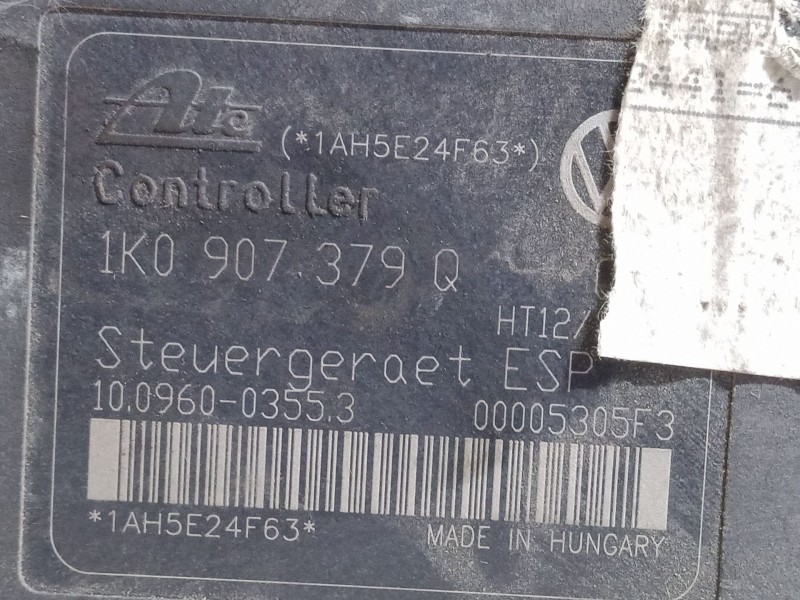 Ate (*1AH5E24F63*)
Controller
1K0 907 379 Q
HT12/
Steuergeraet ESP
10.0960-0355.3 00005305F3
*1AH5E24F63* MADE IN HUNGARY